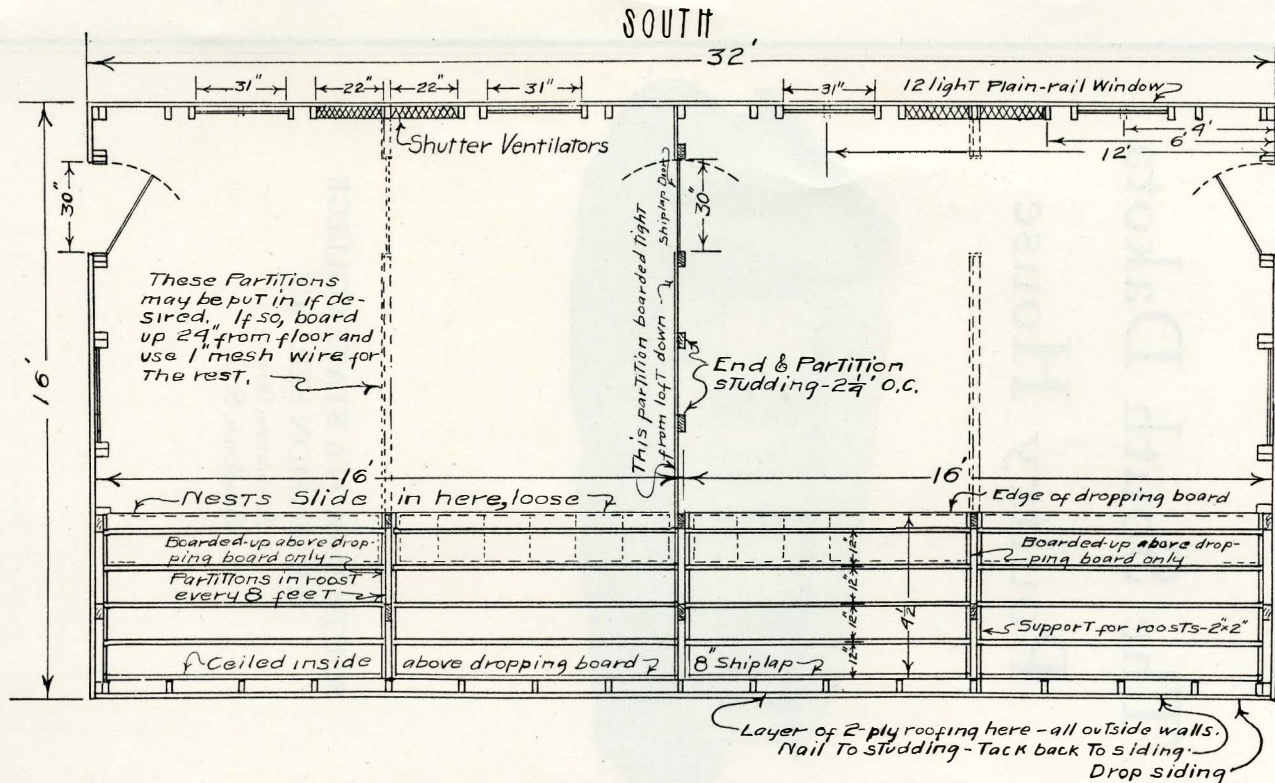 SOUTH
32'
31"
22"
22"
31"
31"
12 light Plain-rail Window
Shutter Ventilators
4'
6'
12'
30"
30"
16'
These Partitions
may be put in if de-
sired. If so, board
up 24" from floor and
use 1" mesh wire for
the rest.
This partition boarded tight
from loft down
Shiplap Door
End & Partition
studding-2¼' O.C.
16'
16'
Nests Slide in here, loose
Edge of dropping board
Boarded-up above drop-
ping board only
Partitions in roost
every 8 feet
12"
12"
12"
12"
4½'
Boarded-up above drop-
ping board only
Support for roosts-2"x2"
Ceiled inside above dropping board
8" Shiplap
Layer of 2-ply roofing here - all outside walls.
Nail to studding - Tack back to siding.
Drop siding